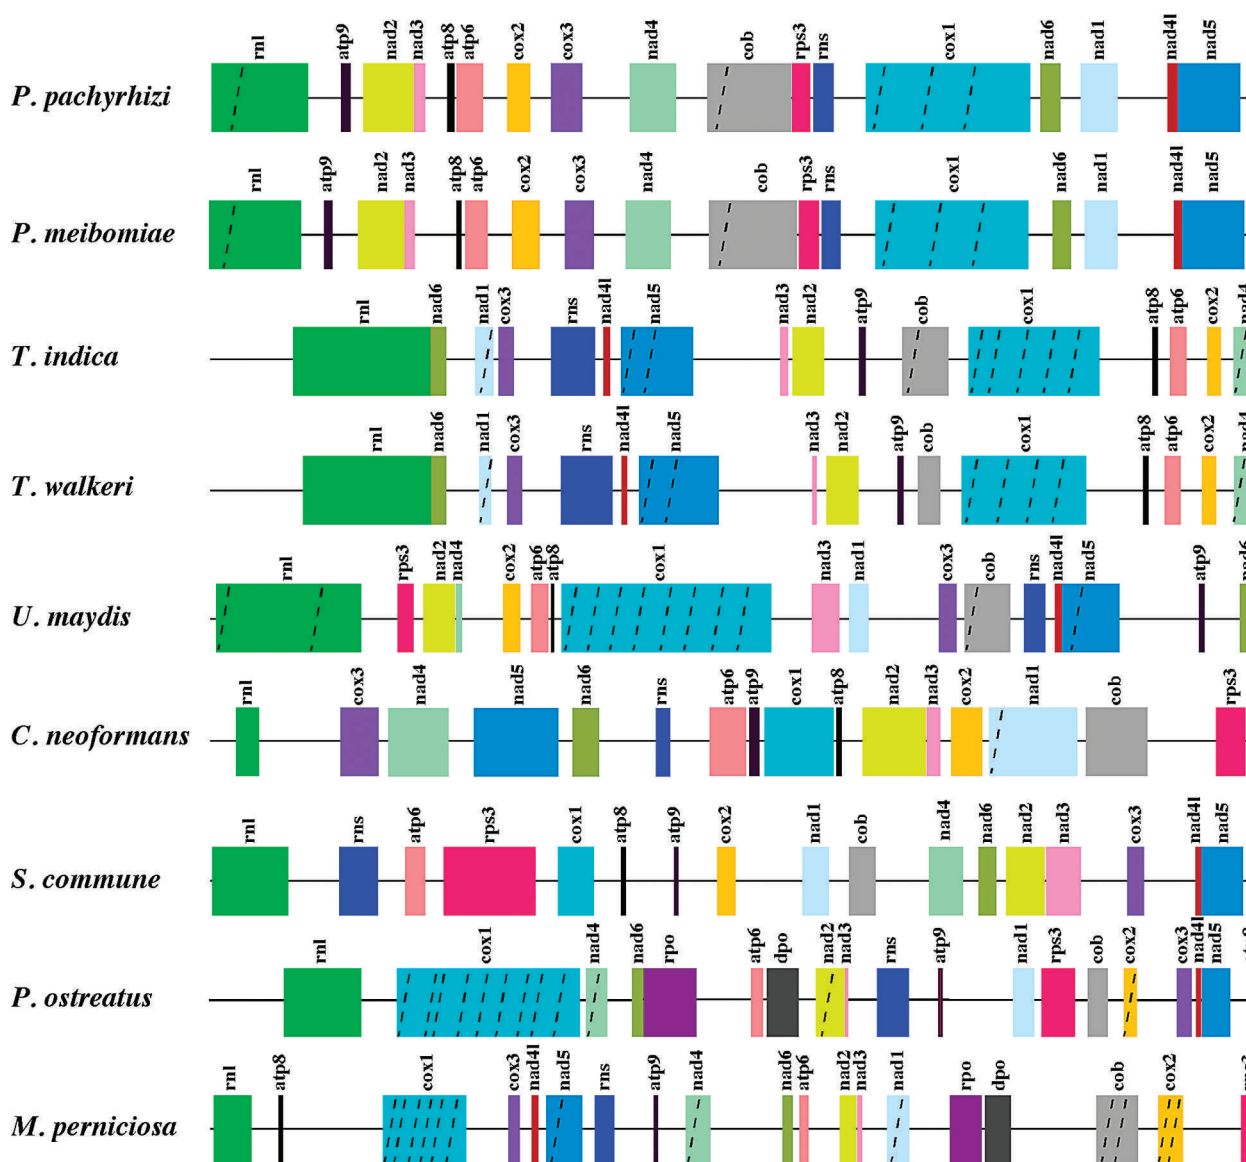 rnl atp9 nad2 nad3 atp8 atp6 cox2 cox3 nad4 cob rps3 rns cox1 nad6 nad1 nad4l nad5
P. pachyrhizi
rnl atp9 nad2 nad3 atp8 atp6 cox2 cox3 nad4 cob rps3 rns cox1 nad6 nad1 nad4l nad5
P. meibomiae
rnl nad6 nad1 cox3 rns nad4l nad5 nad3 nad2 atp9 cob cox1 atp8 atp6 cox2 nad4
T. indica
rnl nad6 nad1 cox3 rns nad4l nad5 nad3 nad2 atp9 cob cox1 atp8 atp6 cox2 nad4
T. walkeri
rnl rps3 nad2 nad4 cox2 atp6 atp8 cox1 nad3 nad1 cox3 cob rns nad4l nad5 atp9 nad6
U. maydis
rnl cox3 nad4 nad5 nad6 rns atp6 atp9 cox1 atp8 nad2 nad3 cox2 nad1 cob rps3
C. neoformans
rnl rns atp6 rps3 cox1 atp8 atp9 cox2 nad1 cob nad4 nad6 nad2 nad3 cox3 nad4l nad5
S. commune
rnl cox1 nad4 nad6 rpo atp6 dpo nad2 nad3 rns atp9 nad1 rps3 cob cox2 cox3 nad4l nad5
P. ostreatus
rnl atp8 cox1 cox3 nad4l nad5 rns atp9 nad4 nad6 atp6 nad2 nad3 nad1 rpo dpo cob cox2
M. perniciosa